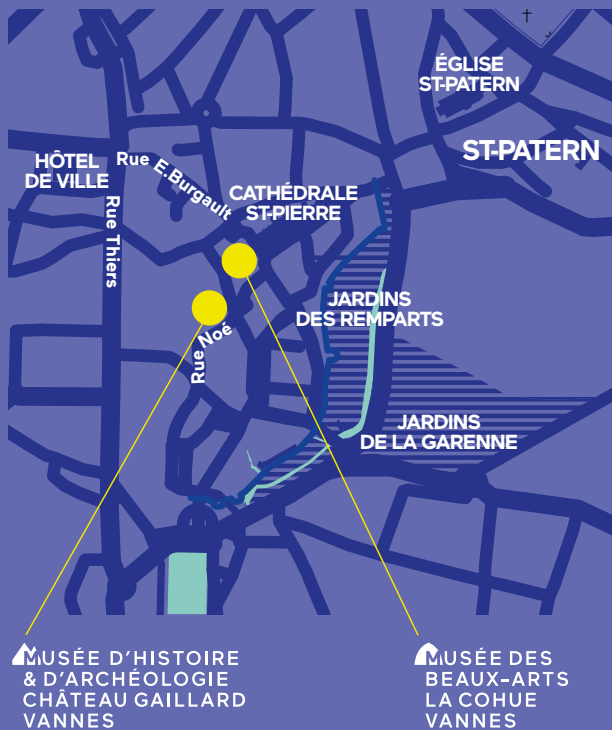 ÉGLISE
ST-PATERN
ST-PATERN
HÔTEL
DE VILLE
Rue E.Burgault
CATHÉDRALE
ST-PIERRE
Rue Thiers
JARDINS
DES REMPARTS
Rue Noé
JARDINS
DE LA GARENNE
MUSÉE D'HISTOIRE
& D'ARCHÉOLOGIE
CHÂTEAU GAILLARD
VANNES
MUSÉE DES
BEAUX-ARTS
LA COHUE
VANNES